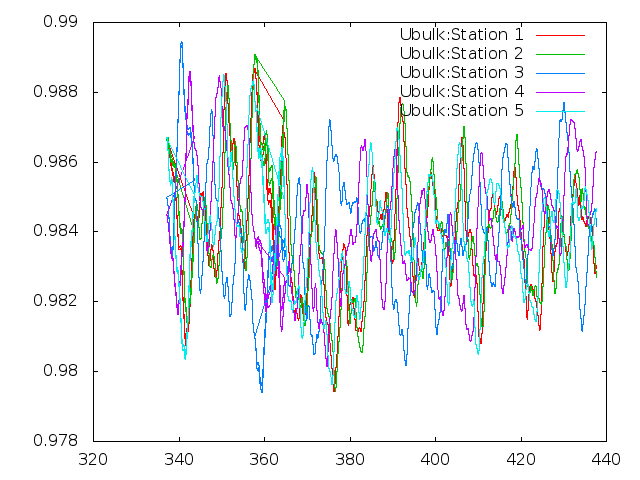 0.99
0.988
0.986
0.984
0.982
0.98
0.978
320
340
360
380
400
420
440
Ubulk:Station 1
Ubulk:Station 2
Ubulk:Station 3
Ubulk:Station 4
Ubulk:Station 5